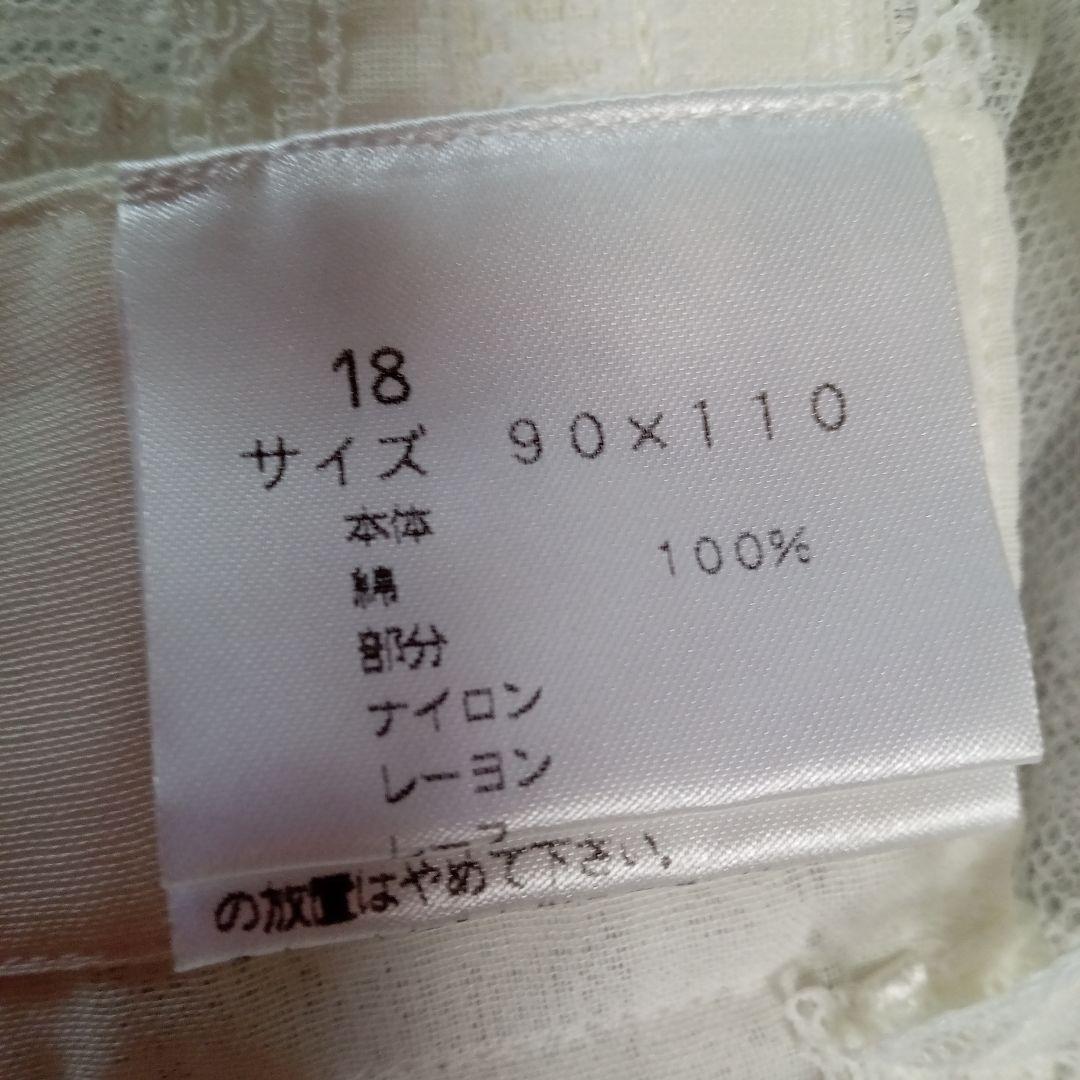 18
サイズ 90×110
本体
綿 100%
部分
ナイロン
レーヨン
の放置はやめて下さい。